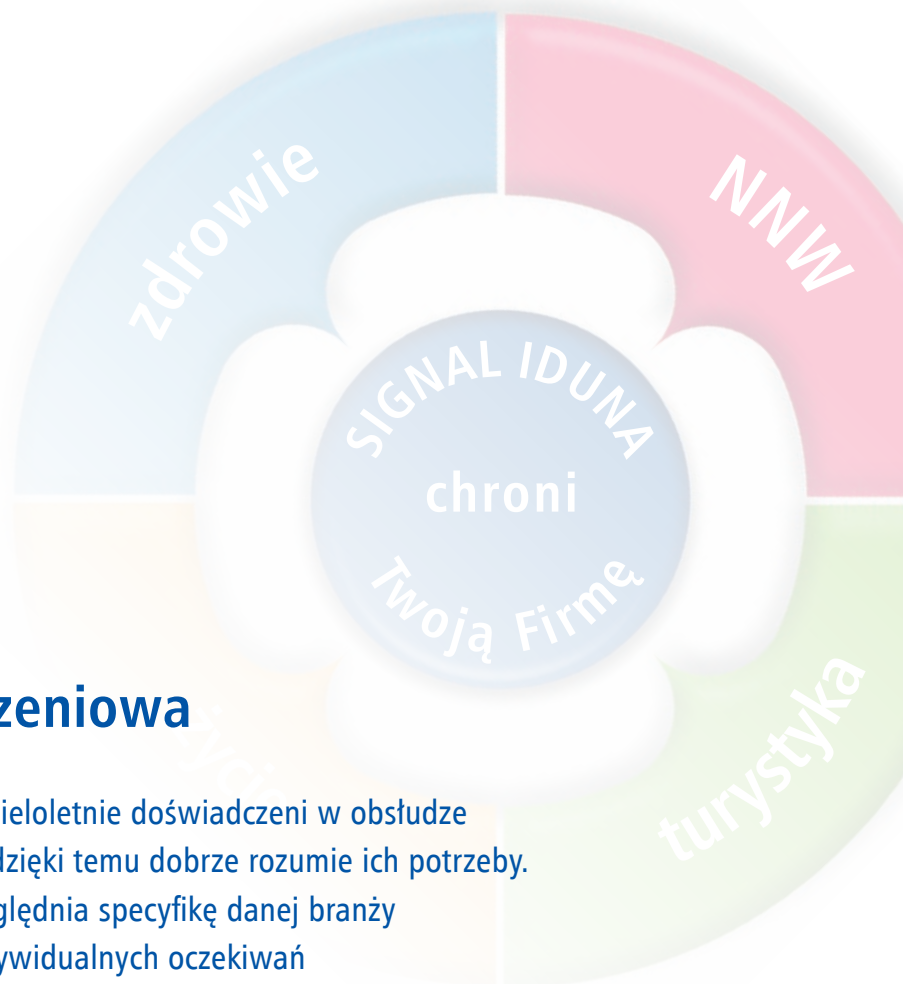 zdrowie
NNW
SIGNAL IDUNA
chroni
Twoją Firmę
zeniowa
życie
turystyka
ieloletnie doświadczeni w obsłudze
dzięki temu dobrze rozumie ich potrzeby.
ględnia specyfikę danej branży
ywidualnych oczekiwań